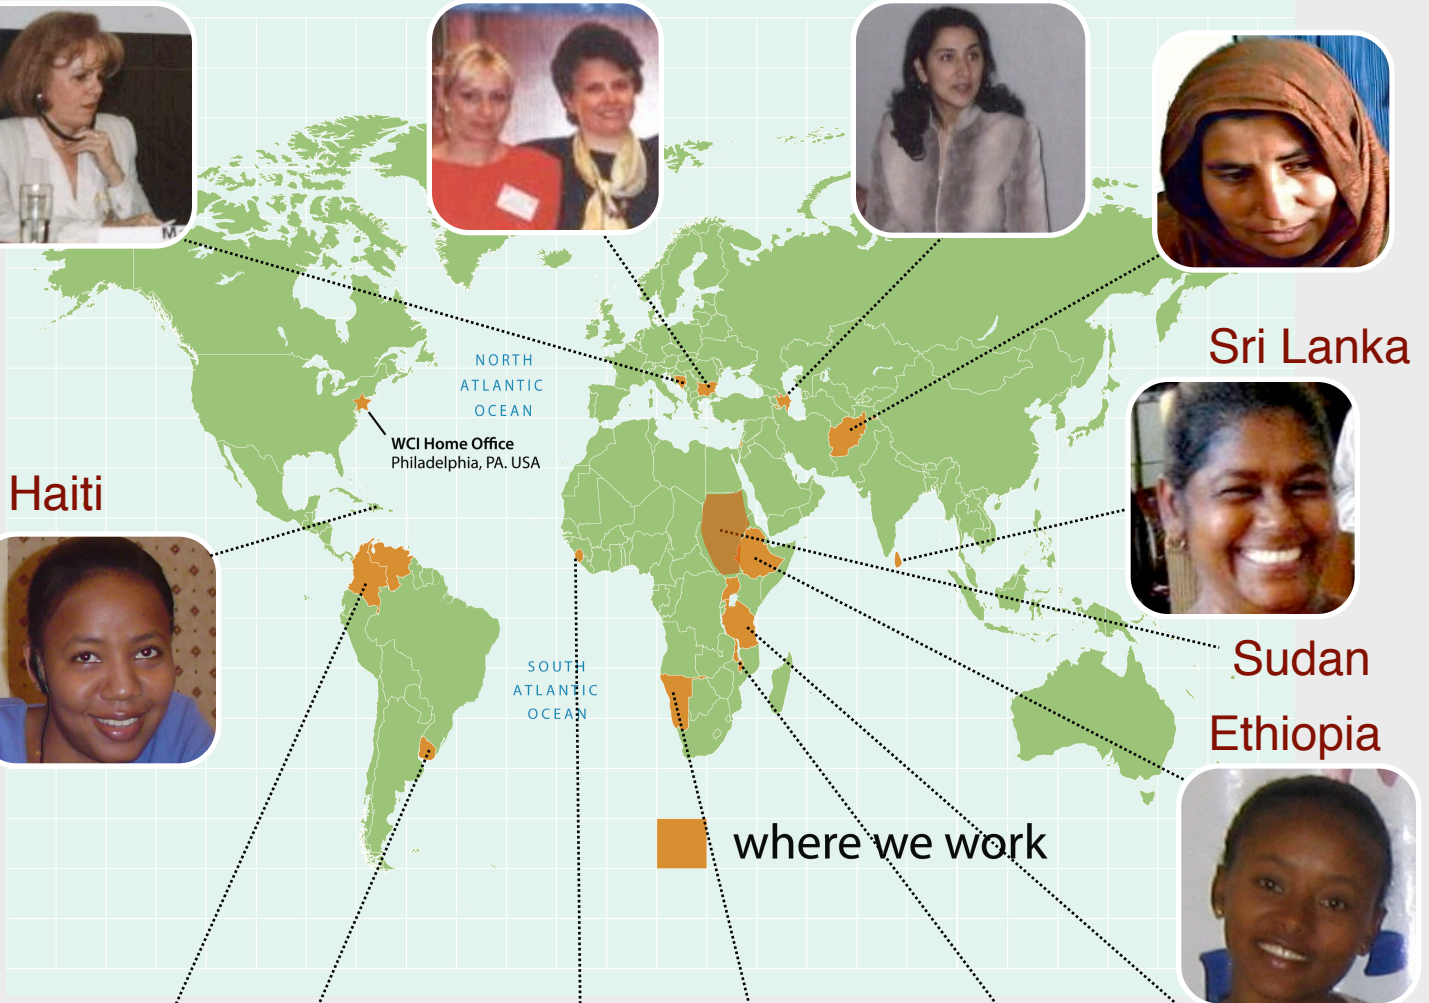 M
Sri Lanka
NORTH
ATLANTIC
OCEAN
WCI Home Office
Philadelphia, PA. USA
Haiti
Sudan
SOUTH
ATLANTIC
OCEAN
Ethiopia
where we work